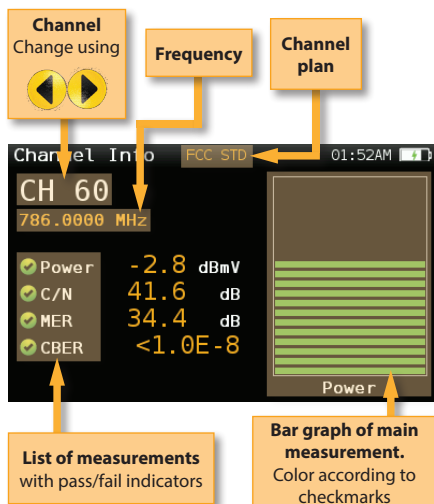 Channel
Change using
Frequency
Channel
plan
Channel Info FCC STD 01:52AM
CH 60
786.0000 MHz
Power -2.8 dBmV
C/N 41.6 dB
MER 34.4 dB
CBER <1.0E-8
Power
List of measurements
with pass/fail indicators
Bar graph of main
measurement.
Color according to
checkmarks